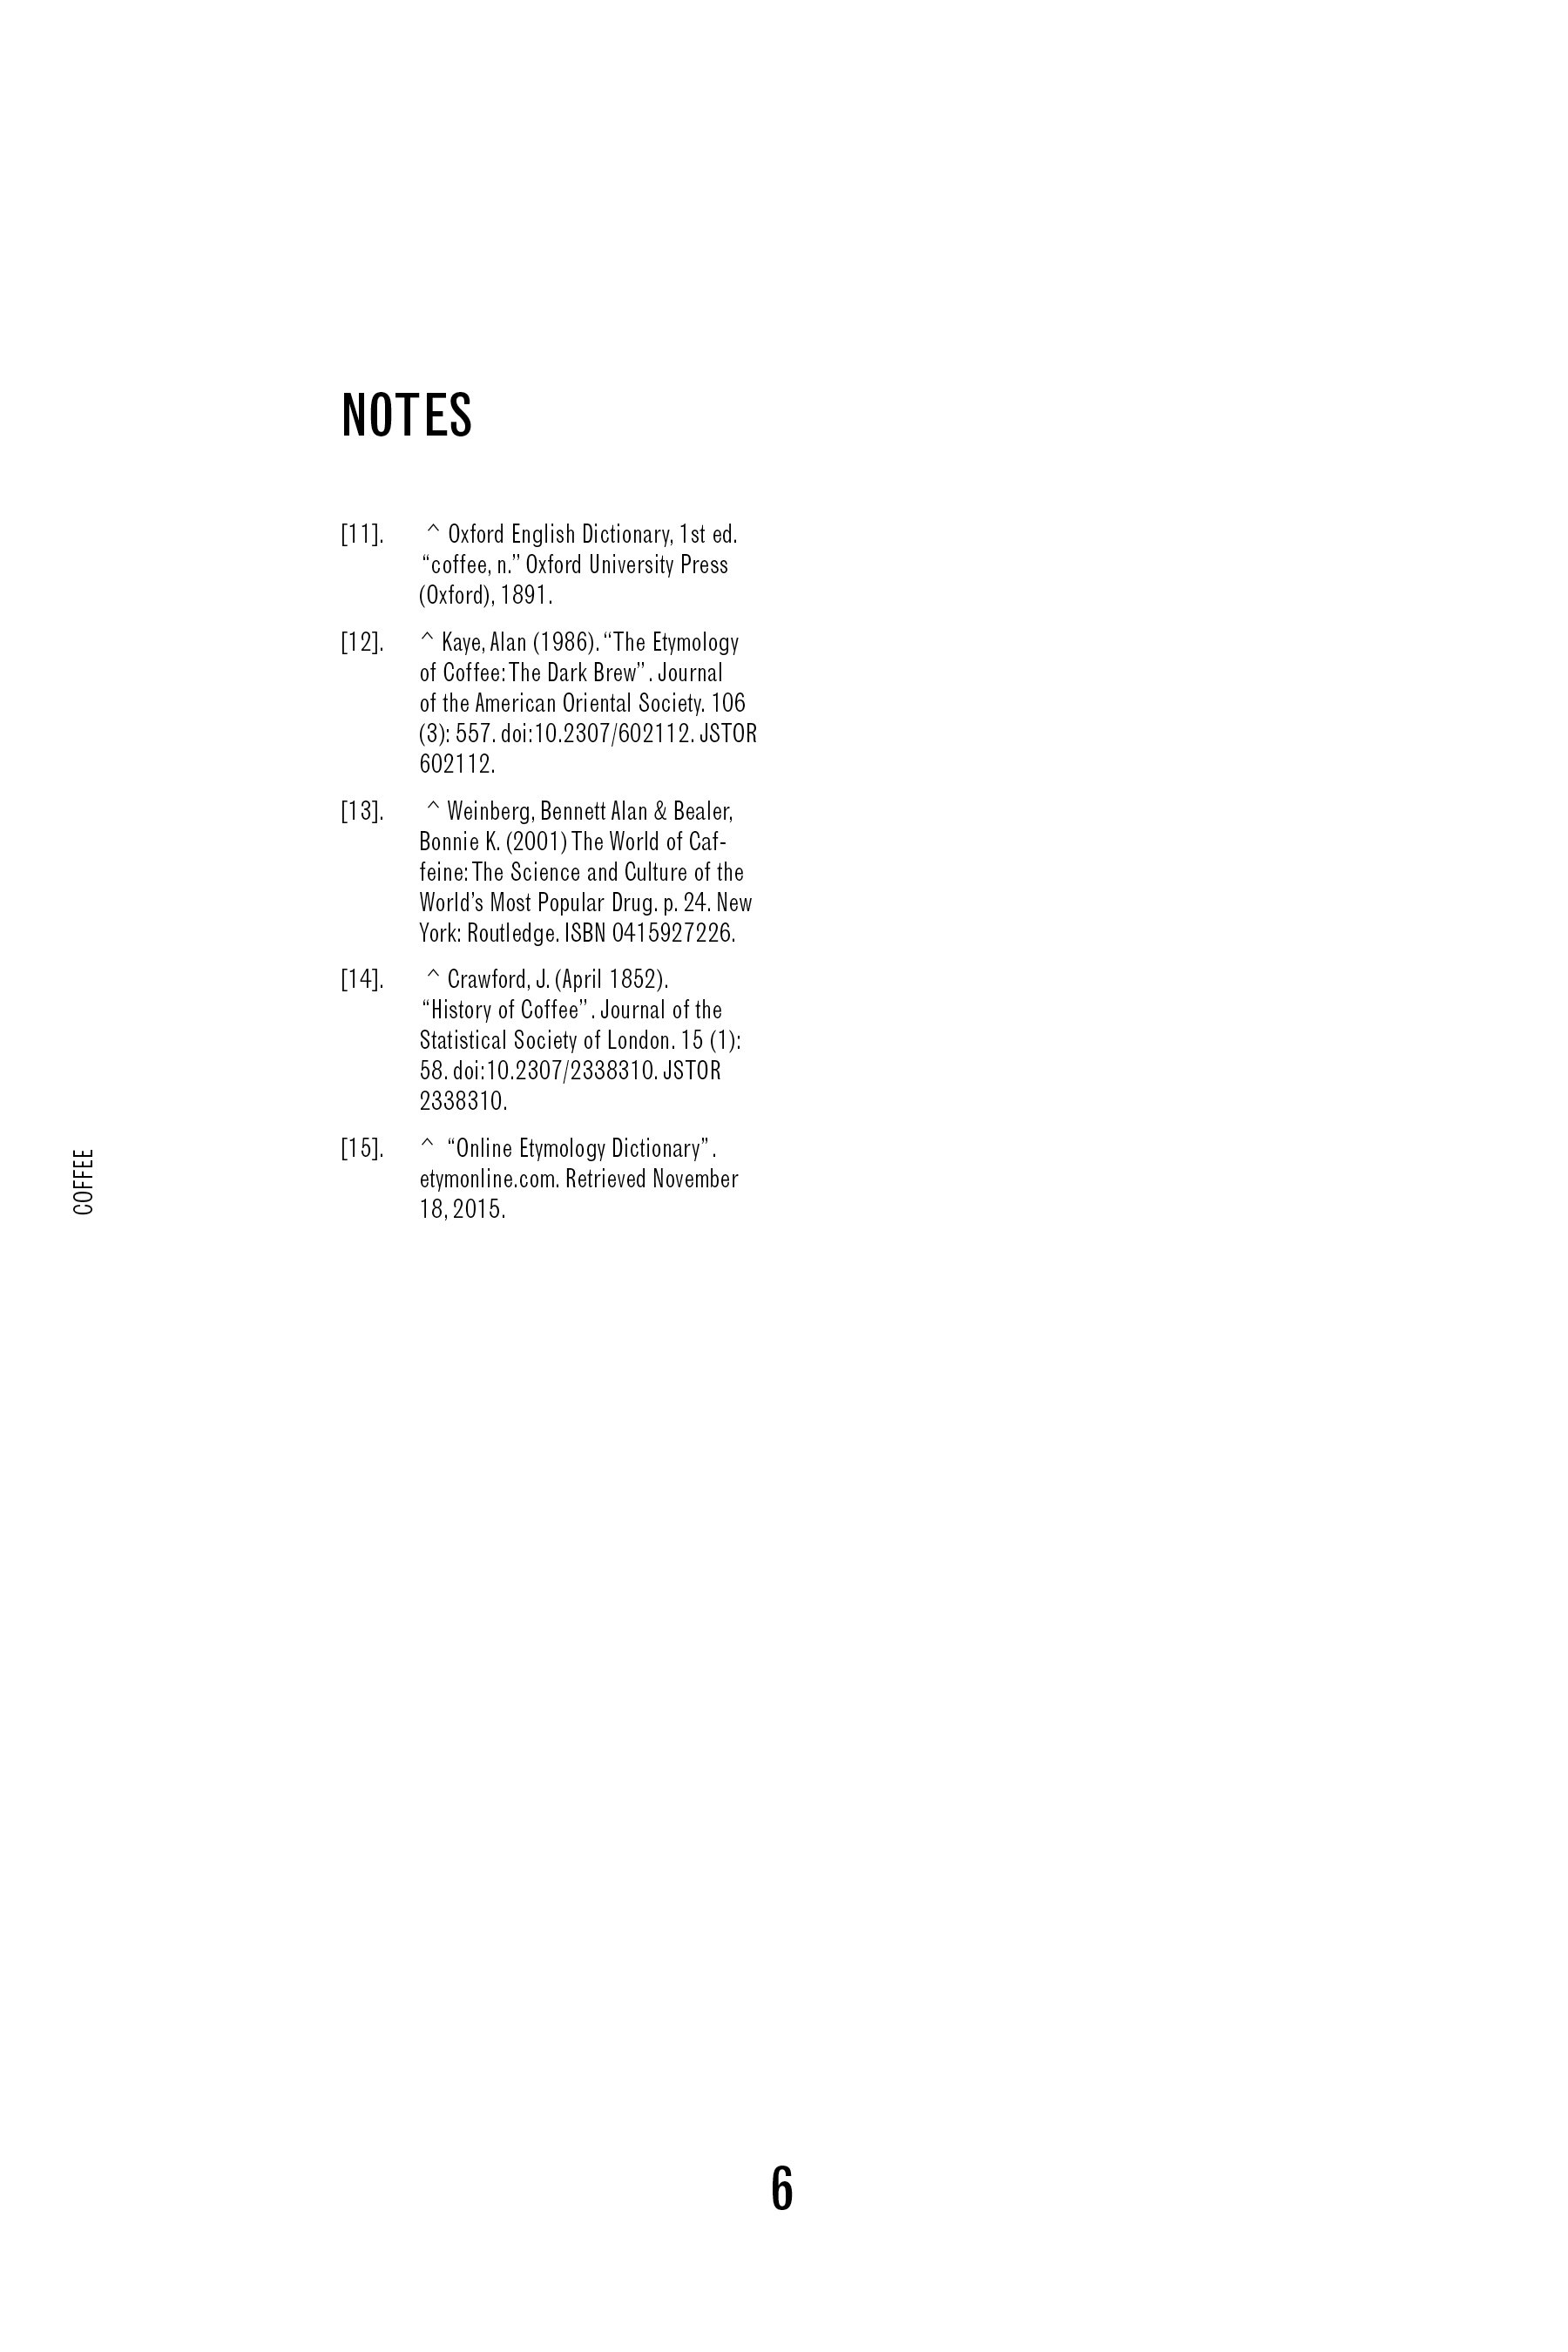 NOTES
[11]. ^ Oxford English Dictionary, 1st ed.
“coffee, n.” Oxford University Press
(Oxford), 1891.
[12]. ^ Kaye, Alan (1986). “The Etymology
of Coffee: The Dark Brew”. Journal
of the American Oriental Society. 106
(3): 557. doi:10.2307/602112. JSTOR
602112.
[13]. ^ Weinberg, Bennett Alan & Bealer,
Bonnie K. (2001) The World of Caf-
feine: The Science and Culture of the
World’s Most Popular Drug. p. 24. New
York: Routledge. ISBN 0415927226.
[14]. ^ Crawford, J. (April 1852).
“History of Coffee”. Journal of the
Statistical Society of London. 15 (1):
58. doi:10.2307/2338310. JSTOR
2338310.
[15]. ^ “Online Etymology Dictionary”.
etymonline.com. Retrieved November
18, 2015.
COFFEE
6